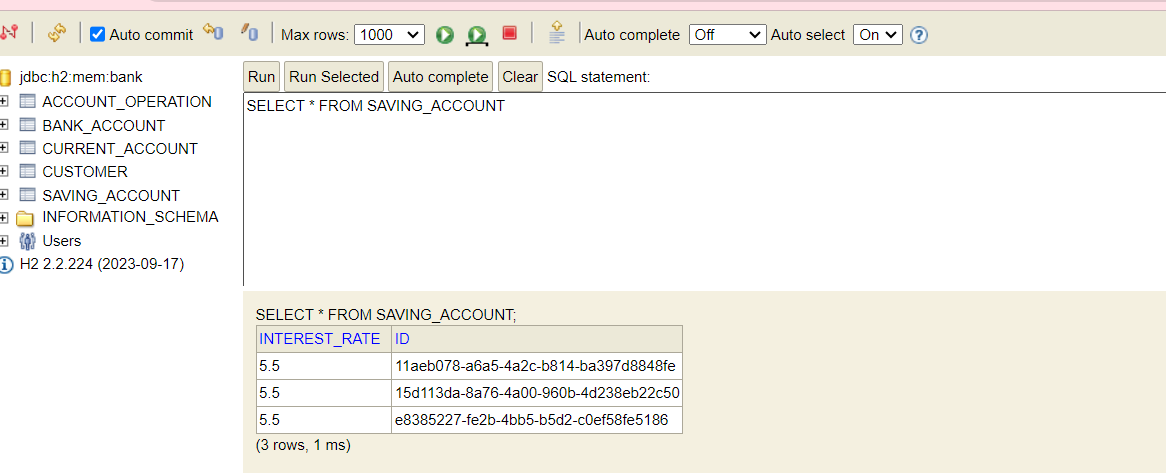 Auto commit Max rows: 1000 Auto complete Off Auto select On
jdbc:h2:mem:bank
ACCOUNT_OPERATION
BANK_ACCOUNT
CURRENT_ACCOUNT
CUSTOMER
SAVING_ACCOUNT
INFORMATION_SCHEMA
Users
H2 2.2.224 (2023-09-17)
Run Run Selected Auto complete Clear SQL statement:
SELECT * FROM SAVING_ACCOUNT
SELECT * FROM SAVING_ACCOUNT;
INTEREST_RATE ID
5.5 11aeb078-a6a5-4a2c-b814-ba397d8848fe
5.5 15d113da-8a76-4a00-960b-4d238eb22c50
5.5 e8385227-fe2b-4bb5-b5d2-c0ef58fe5186
(3 rows, 1 ms)